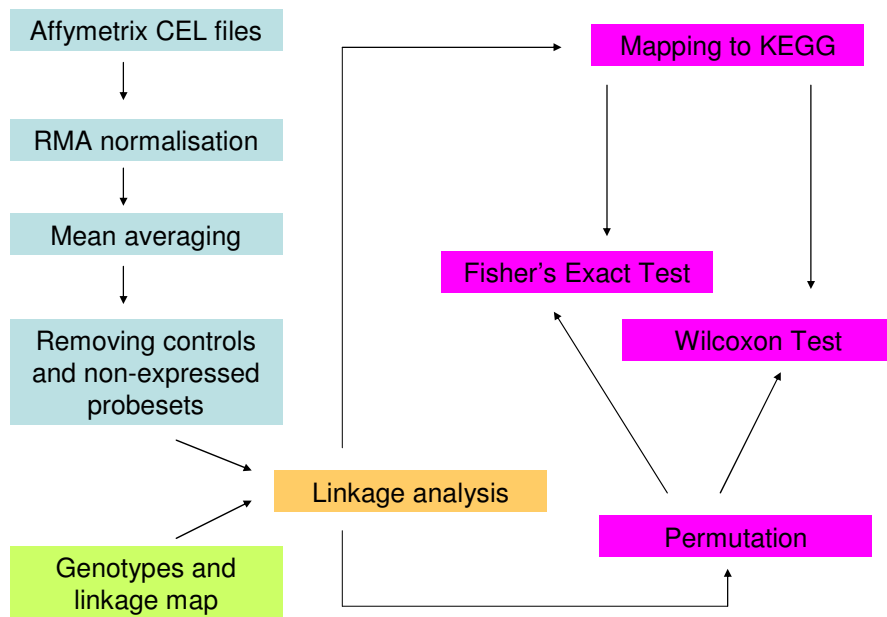 Affymetrix CEL files
RMA normalisation
Mean averaging
Removing controls
and non-expressed
probesets
Genotypes and
linkage map
Linkage analysis
Mapping to KEGG
Fisher's Exact Test
Wilcoxon Test
Permutation